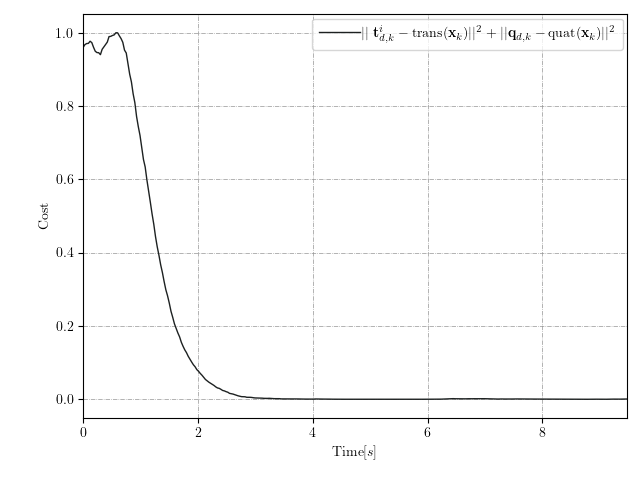 || t^i_{d,k} − trans(x_k)||² + ||q_{d,k} − quat(x_k)||²
1.0
0.8
0.6
0.4
0.2
0.0
Cost
0 2 4 6 8
Time[s]